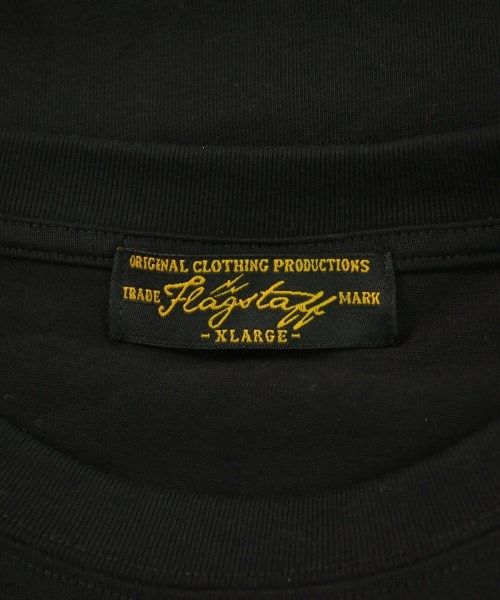 ORIGINAL CLOTHING PRODUCTIONS
TRADE Flagstaff MARK
- XLARGE -